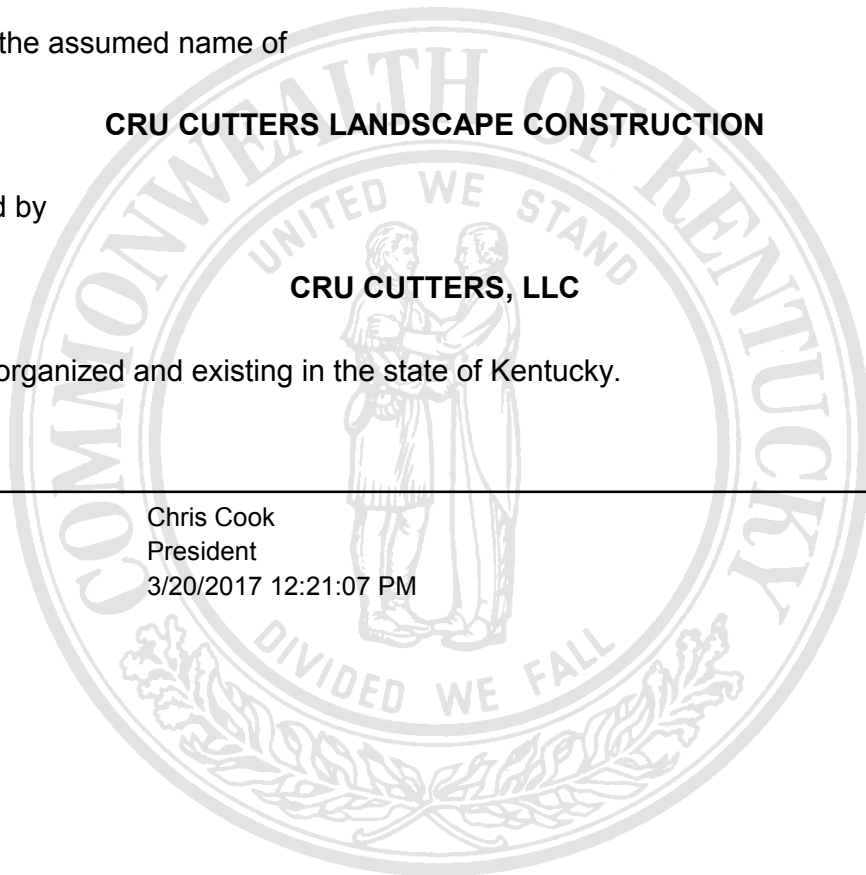 the assumed name of
CRU CUTTERS LANDSCAPE CONSTRUCTION
d by
CRU CUTTERS, LLC
organized and existing in the state of Kentucky.
Chris Cook
President
3/20/2017 12:21:07 PM
COMMONWEALTH OF KENTUCKY
UNITED WE STAND
DIVIDED WE FALL